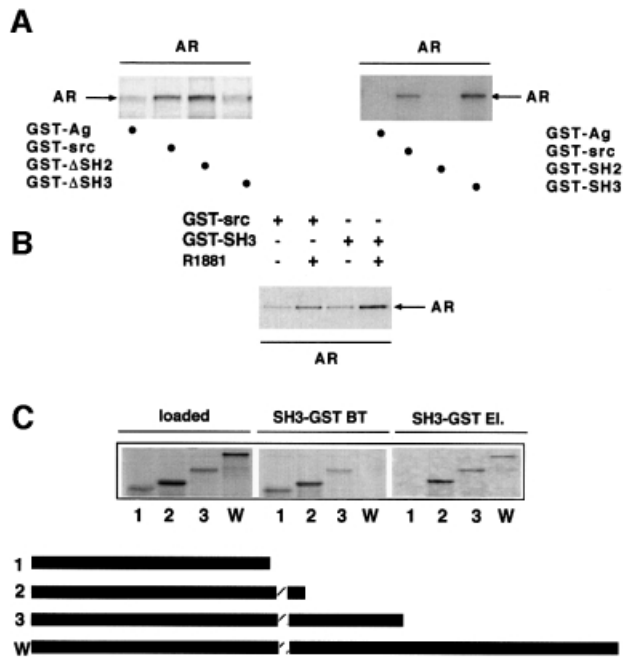 A
AR AR
AR AR
GST-Ag
GST-src
GST-ΔSH2
GST-ΔSH3
GST-Ag
GST-src
GST-SH2
GST-SH3
B
GST-src + + - -
GST-SH3 - - + +
R1881 - + - +
AR
AR
C
loaded SH3-GST BT SH3-GST El.
1 2 3 W 1 2 3 W 1 2 3 W
1
2
3
W